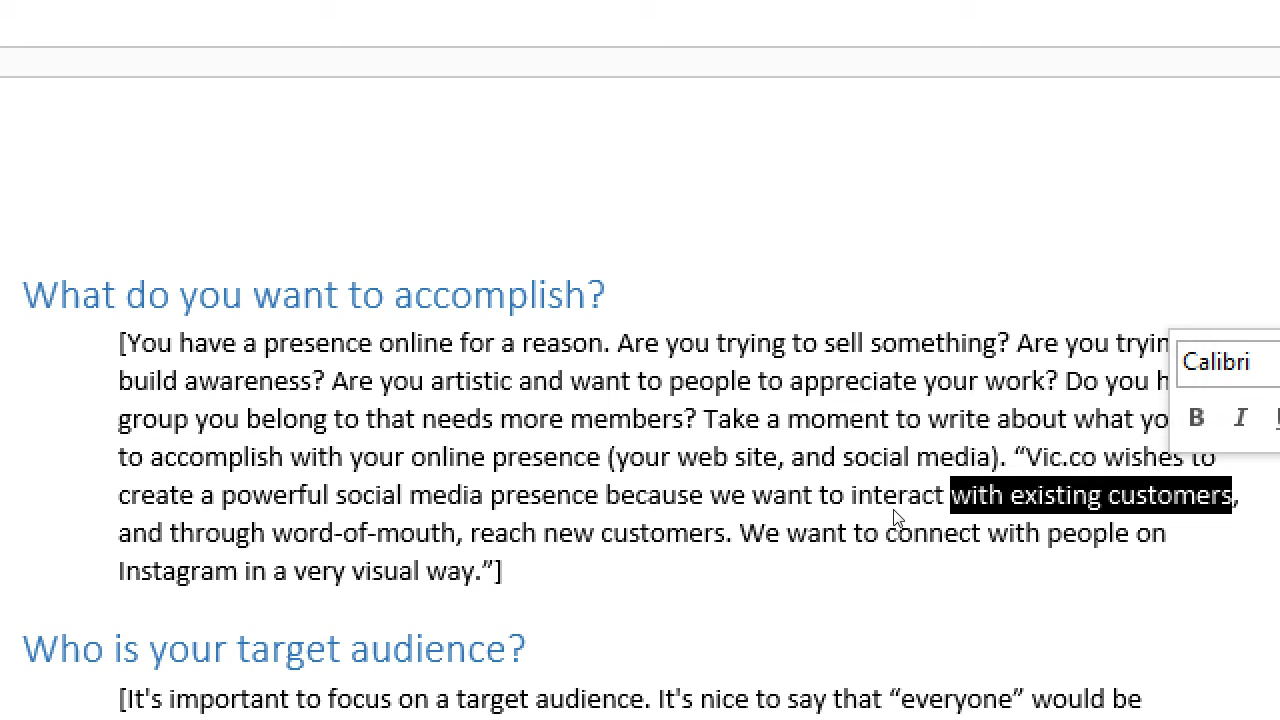 What do you want to accomplish?
[You have a presence online for a reason. Are you trying to sell something? Are you
Calibri
build awareness? Are you artistic and want to people to appreciate your work? Do you
B I
group you belong to that needs more members? Take a moment to write about what
to accomplish with your online presence (your web site, and social media). “Vic.co wishes to
create a powerful social media presence because we want to interact with existing customers,
and through word-of-mouth, reach new customers. We want to connect with people on
Instagram in a very visual way.”]
Who is your target audience?
[It's important to focus on a target audience. It's nice to say that “everyone” would be